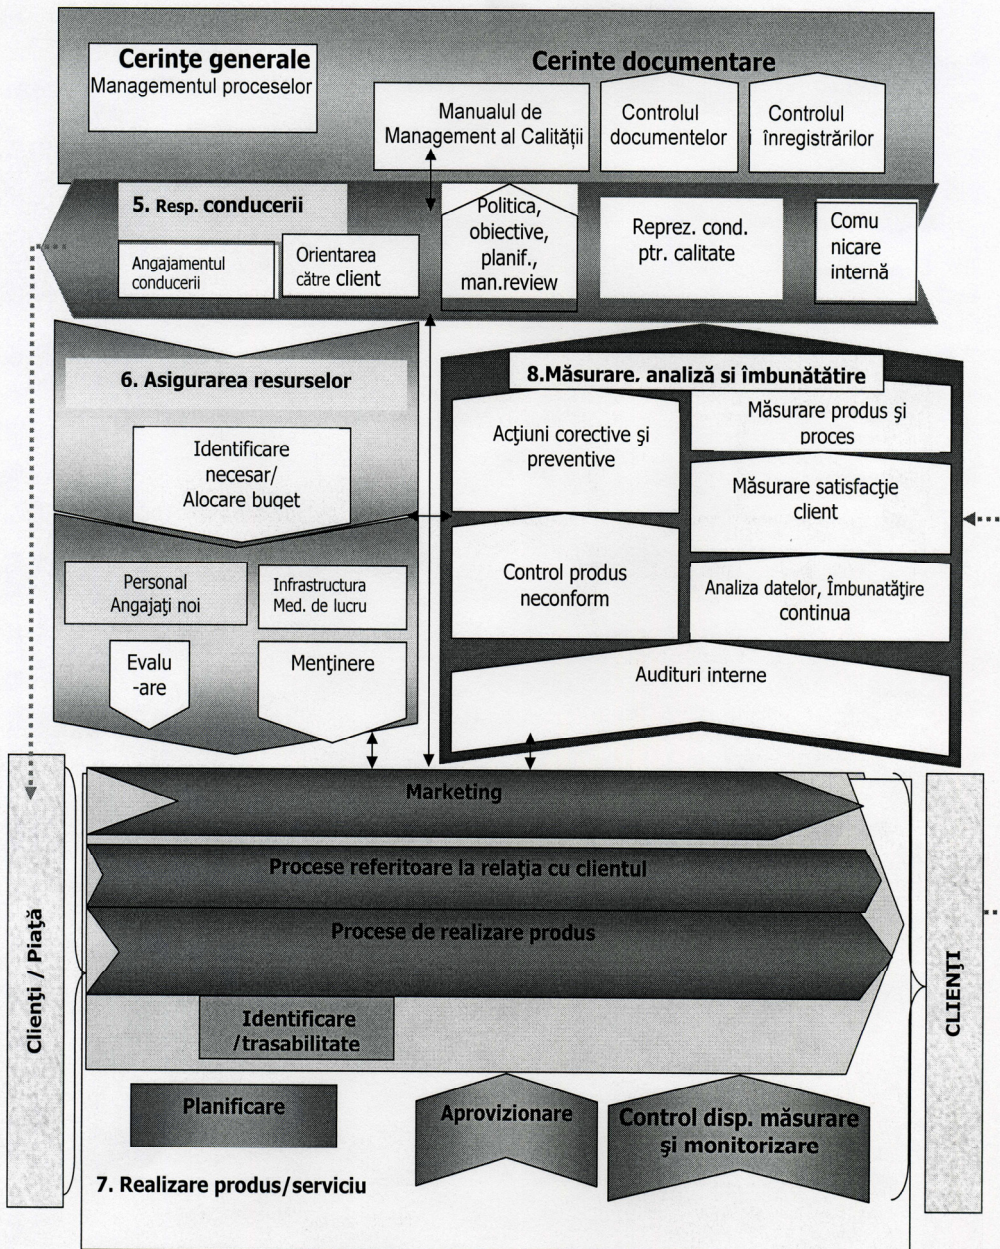 Cerinţe generale
Managementul proceselor
Cerinte documentare
Manualul de
Management al Calităţii
Controlul
documentelor
Controlul
înregistrărilor
5. Resp. conducerii
Angajamentul
conducerii
Orientarea
către client
Politica,
obiective,
planif.,
man.review
Reprez. cond.
ptr. calitate
Comu
nicare
internă
6. Asigurarea resurselor
Identificare
necesar/
Alocare buget
Personal
Angajaţi noi
Infrastructura
Med. de lucru
Evalu
-are
Menţinere
8.Măsurare, analiză si îmbunătătire
Acţiuni corective şi
preventive
Măsurare produs şi
proces
Măsurare satisfacţie
client
Control produs
neconform
Analiza datelor, Îmbunatăţire
continua
Audituri interne
Clienţi / Piaţă
Marketing
Procese referitoare la relaţia cu clientul
Procese de realizare produs
Identificare
/trasabilitate
Planificare
Aprovizionare
Control disp. măsurare
şi monitorizare
7. Realizare produs/serviciu
CLIENŢI